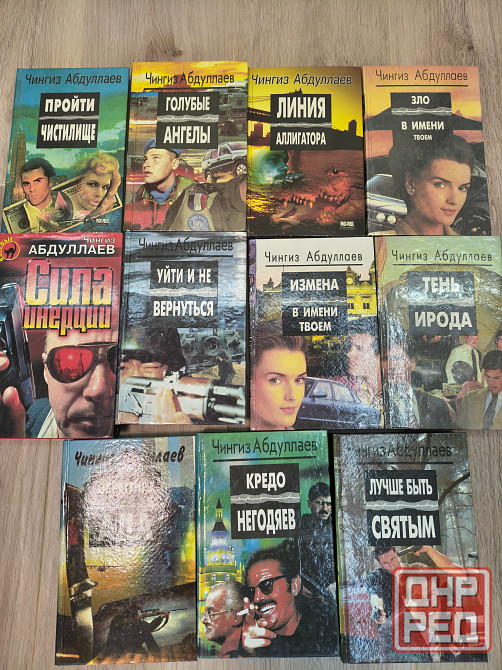 Чингиз Абдуллаев
ПРОЙТИ
ЧИСТИЛИЩЕ
Чингиз Абдуллаев
ГОЛУБЫЕ
АНГЕЛЫ
Чингиз Абдуллаев
ЛИНИЯ
АЛЛИГАТОРА
Чингиз Абдуллаев
ЗЛО
В ИМЕНИ
ТВОЕМ
ЧИНГИЗ
АБДУЛЛАЕВ
Сила
инерции
Чингиз Абдуллаев
УЙТИ И НЕ
ВЕРНУТЬСЯ
Чингиз Абдуллаев
ИЗМЕНА
В ИМЕНИ
ТВОЕМ
Чингиз Абдуллаев
ТЕНЬ
ИРОДА
Чингиз Абдуллаев
Чингиз Абдуллаев
КРЕДО
НЕГОДЯЕВ
Чингиз Абдуллаев
ЛУЧШЕ БЫТЬ
СВЯТЫМ
ДНР
РЕД